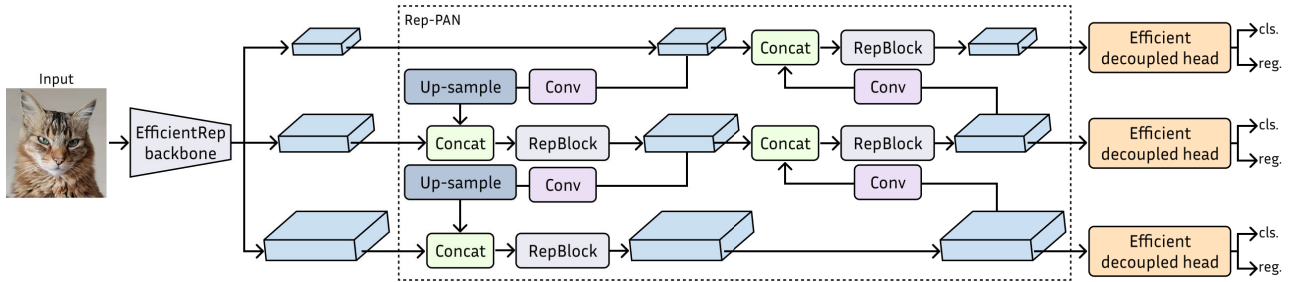 Rep-PAN
Input
EfficientRep
backbone
Up-sample
Conv
Concat
RepBlock
Conv
Efficient
decoupled head
cls.
reg.
Concat
RepBlock
Up-sample
Conv
Concat
RepBlock
Conv
Efficient
decoupled head
cls.
reg.
Concat
RepBlock
Efficient
decoupled head
cls.
reg.